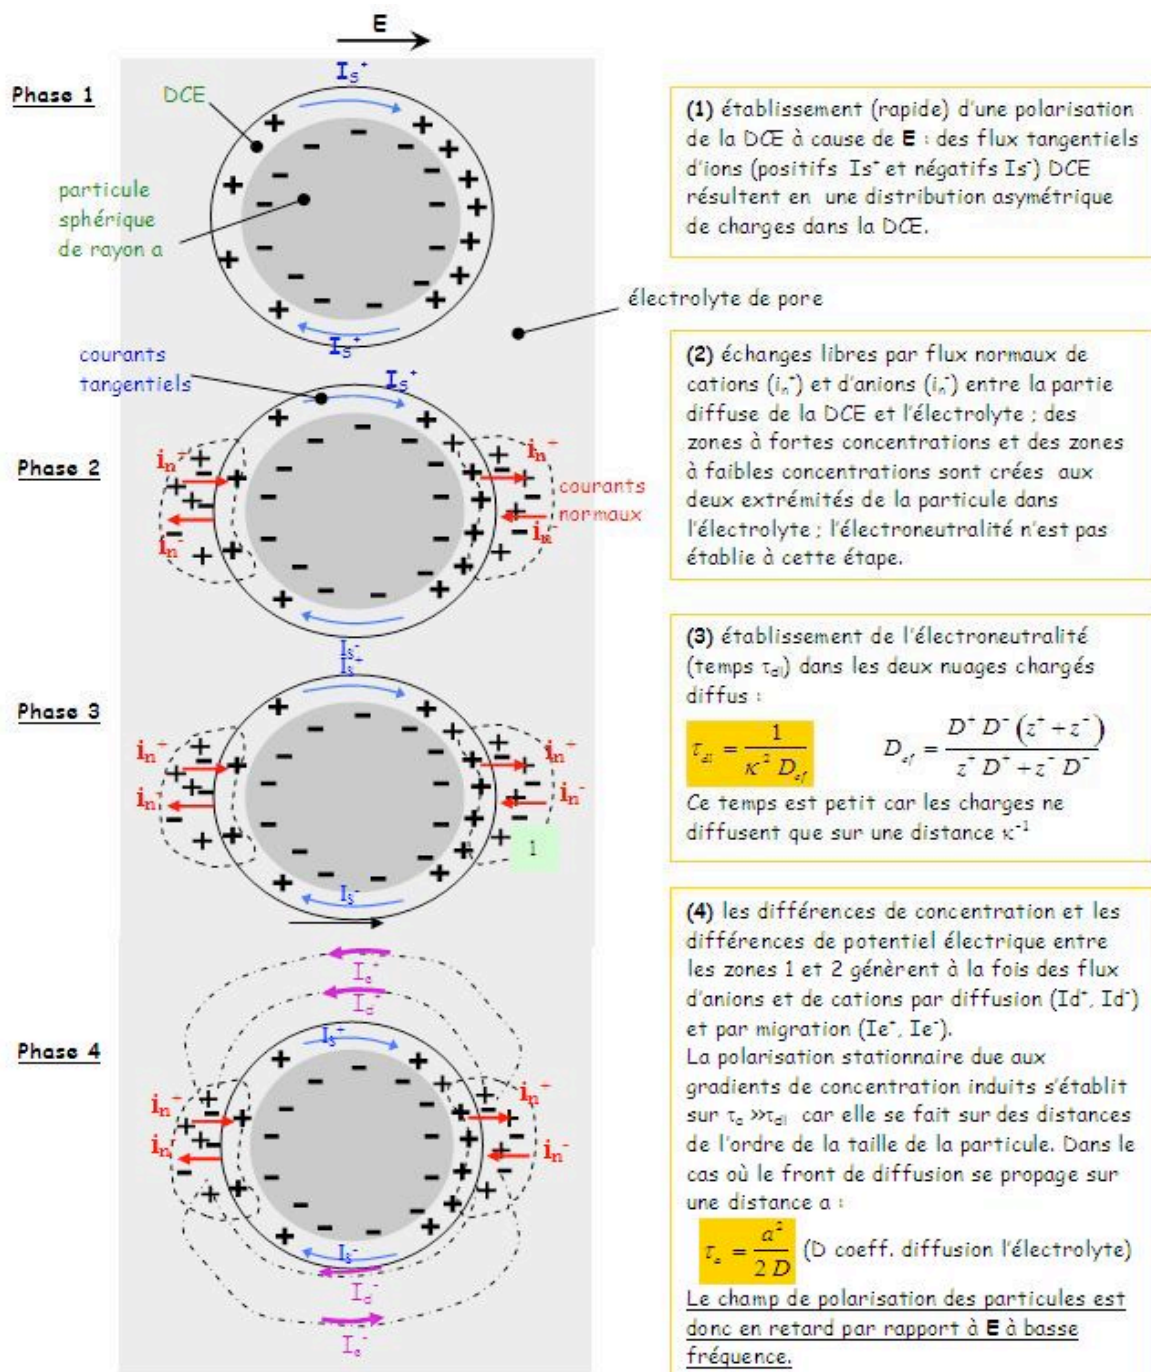 E
Phase 1
DCE
Is+
particule
sphérique
de rayon a
Is+
(1) établissement (rapide) d'une polarisation
de la DCE à cause de E : des flux tangentiels
d'ions (positifs Is+ et négatifs Is-) DCE
résultent en une distribution asymétrique
de charges dans la DCE.
électrolyte de pore
courants
tangentiels
Is+
Phase 2
in+
in-
in+
courants
normaux
in-
Is-
(2) échanges libres par flux normaux de
cations (in+) et d'anions (in-) entre la partie
diffuse de la DCE et l'électrolyte ; des
zones à fortes concentrations et des zones
à faibles concentrations sont crées aux
deux extrémités de la particule dans
l'électrolyte ; l'électroneutralité n'est pas
établie à cette étape.
Is+
Phase 3
in+
in-
in+
in-
1
Is-
(3) établissement de l'électroneutralité
(temps τdl) dans les deux nuages chargés
diffus :
τdl = 1 / κ² Def
Def = D+ D- (z+ + z-) / z+ D+ + z- D-
Ce temps est petit car les charges ne
diffusent que sur une distance κ-1
Ie+
Id+
Is+
Phase 4
in+
in
in+
in-
Is-
Id-
Ie-
(4) les différences de concentration et les
différences de potentiel électrique entre
les zones 1 et 2 génèrent à la fois des flux
d'anions et de cations par diffusion (Id+, Id-)
et par migration (Ie+, Ie-).
La polarisation stationnaire due aux
gradients de concentration induits s'établit
sur τa >>τdl car elle se fait sur des distances
de l'ordre de la taille de la particule. Dans le
cas où le front de diffusion se propage sur
une distance a :
τa = a² / 2 D (D coeff. diffusion l'électrolyte)
Le champ de polarisation des particules est
donc en retard par rapport à E à basse
fréquence.